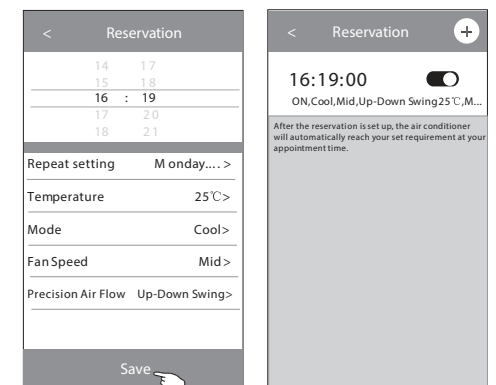 < Reservation
14 17
15 18
16 : 19
17 20
18 21
Repeat setting Monday.... >
Temperature 25℃>
Mode Cool>
Fan Speed Mid >
Precision Air Flow Up-Down Swing>
Save
< Reservation +
16:19:00
ON,Cool,Mid,Up-Down Swing25℃,M...
After the reservation is set up, the air conditioner
will automatically reach your set requirement at your
appointment time.